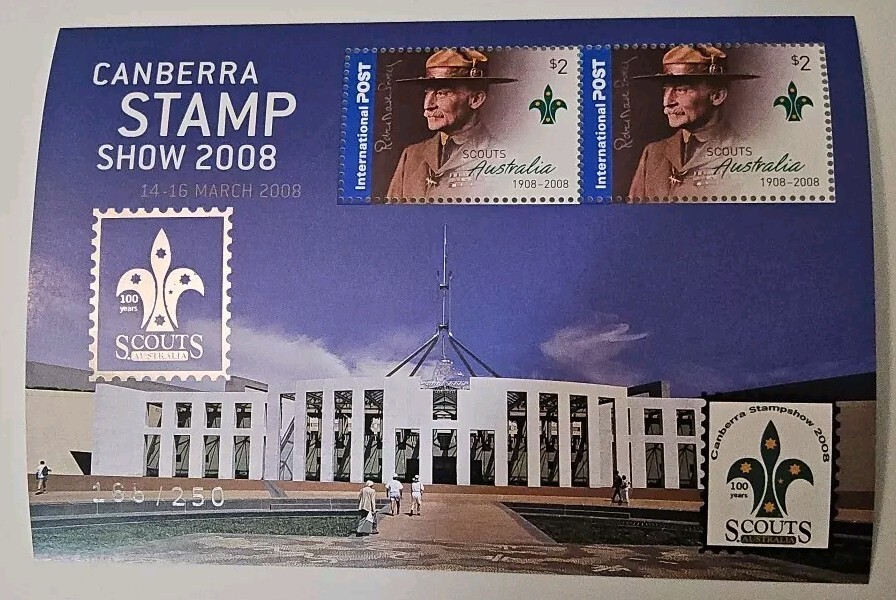 CANBERRA
STAMP
SHOW 2008
14-16 MARCH 2008
International POST
$2
SCOUTS
Australia
1908-2008
International POST
$2
SCOUTS
Australia
1908-2008
100
years
SCOUTS
AUSTRALIA
/250
Canberra Stampshow 2008
100
years
SCOUTS
AUSTRALIA